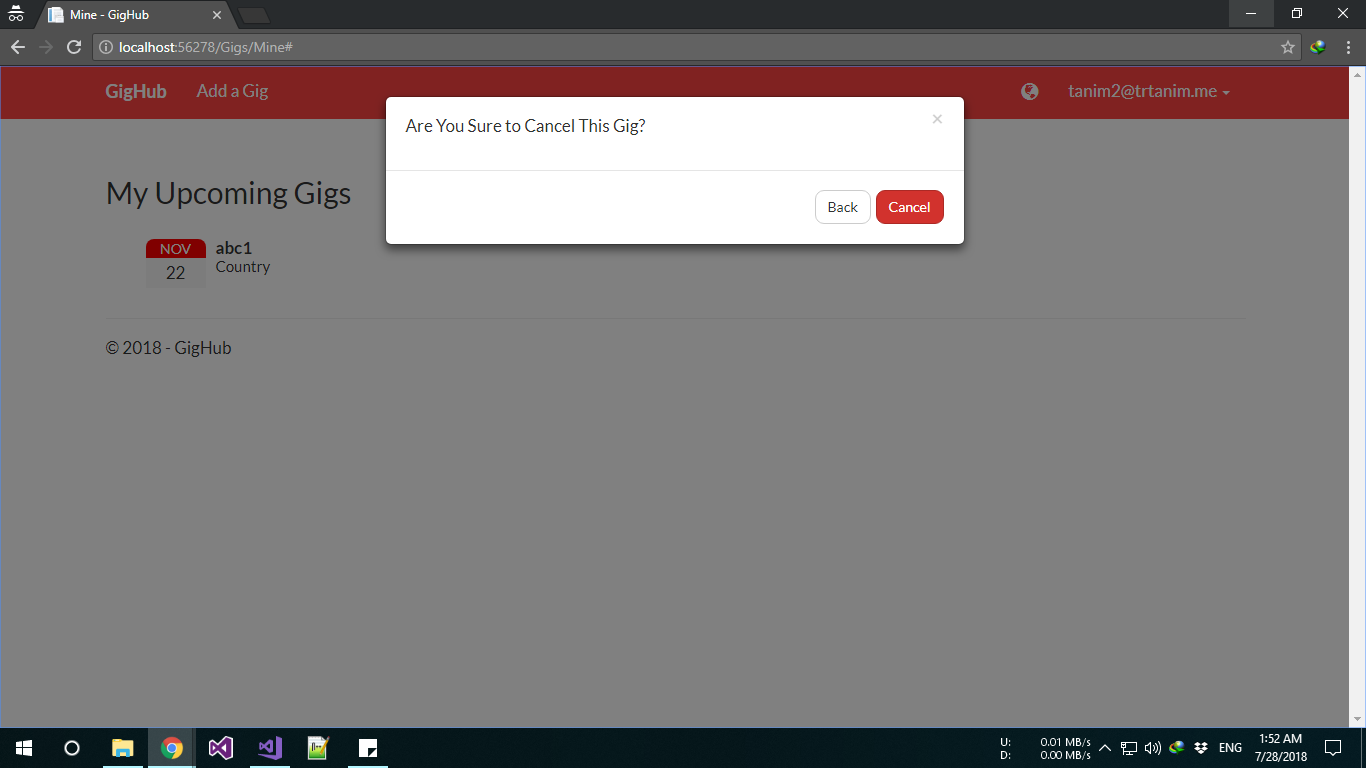 Mine - GigHub
localhost:56278/Gigs/Mine#
GigHub Add a Gig tanim2@trtanim.me
Are You Sure to Cancel This Gig? ×
Back Cancel
My Upcoming Gigs
NOV
22
abc1
Country
© 2018 - GigHub
U: 0.01 MB/s
D: 0.00 MB/s
ENG
1:52 AM
7/28/2018